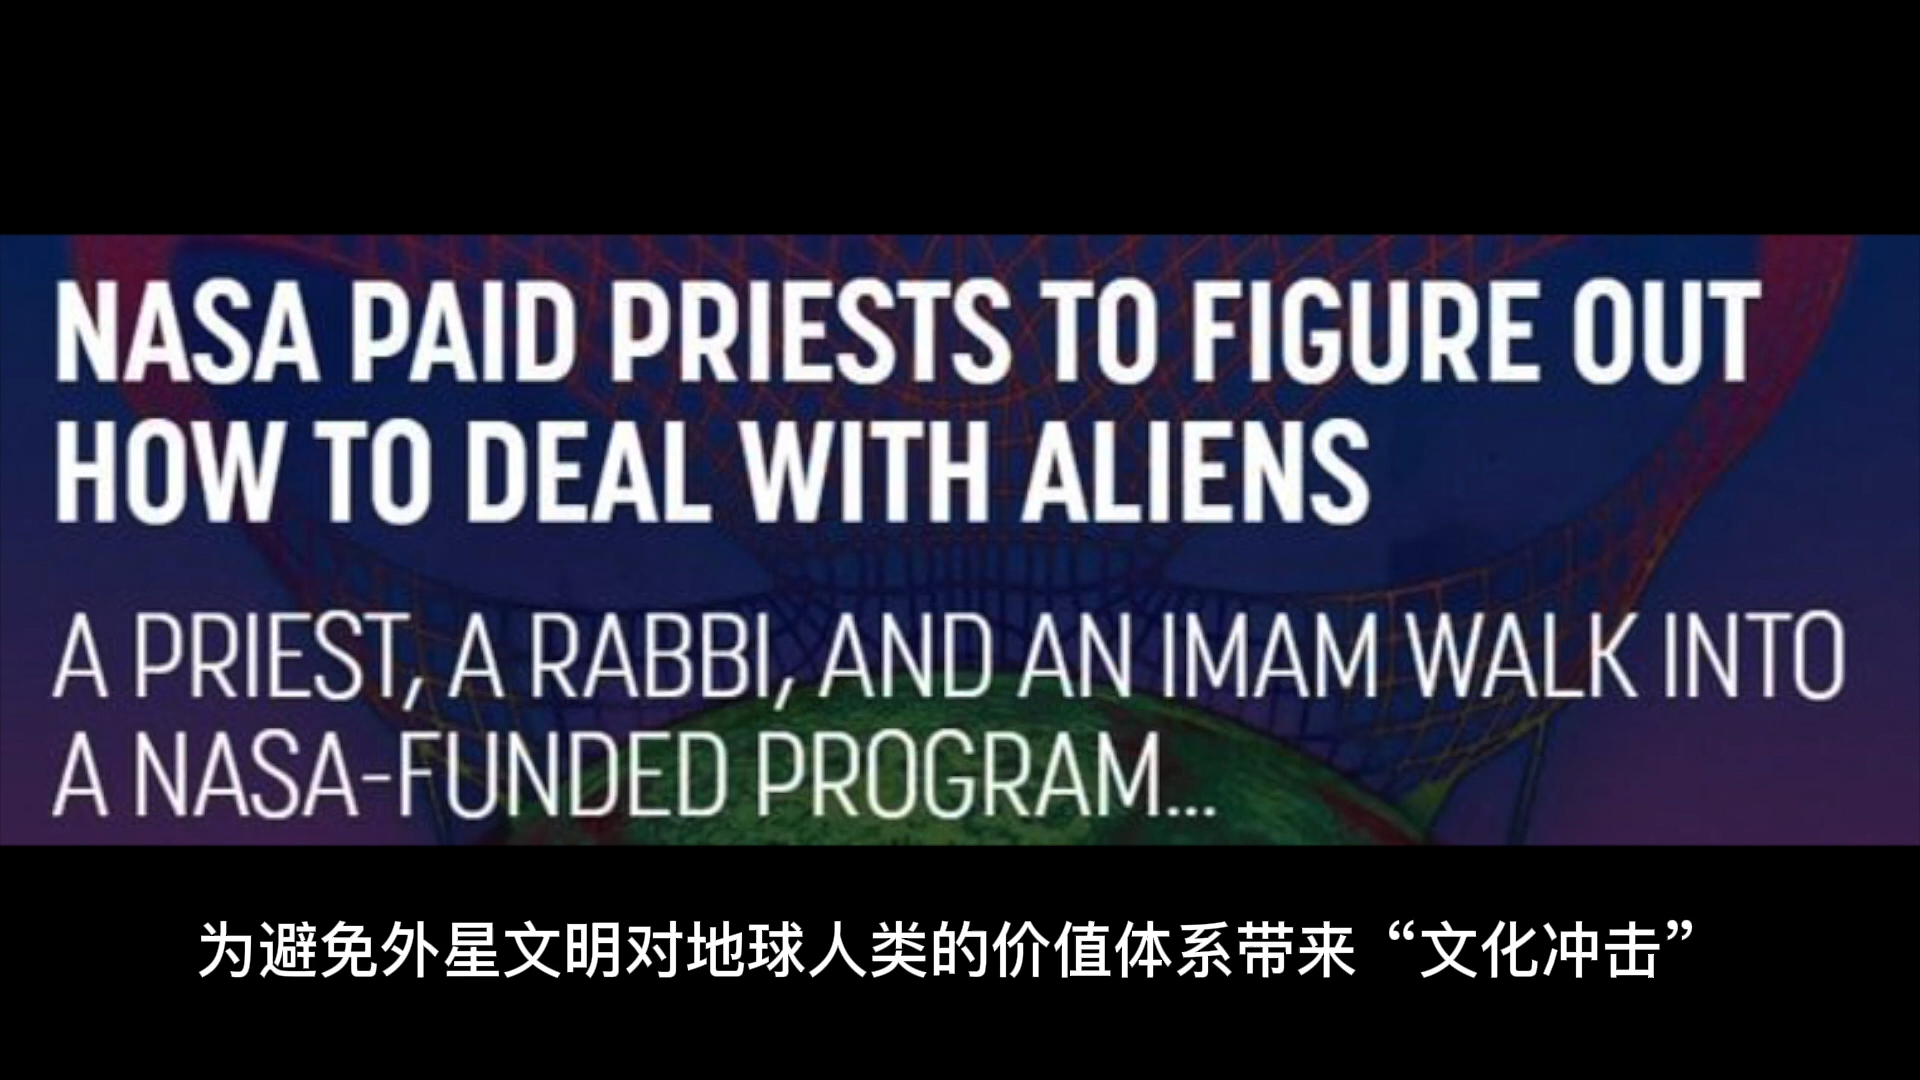 NASA PAID PRIESTS TO FIGURE OUT
HOW TO DEAL WITH ALIENS
A PRIEST, A RABBI, AND AN IMAM WALK INTO
A NASA-FUNDED PROGRAM...
为避免外星文明对地球人类的价值体系带来“文化冲击”